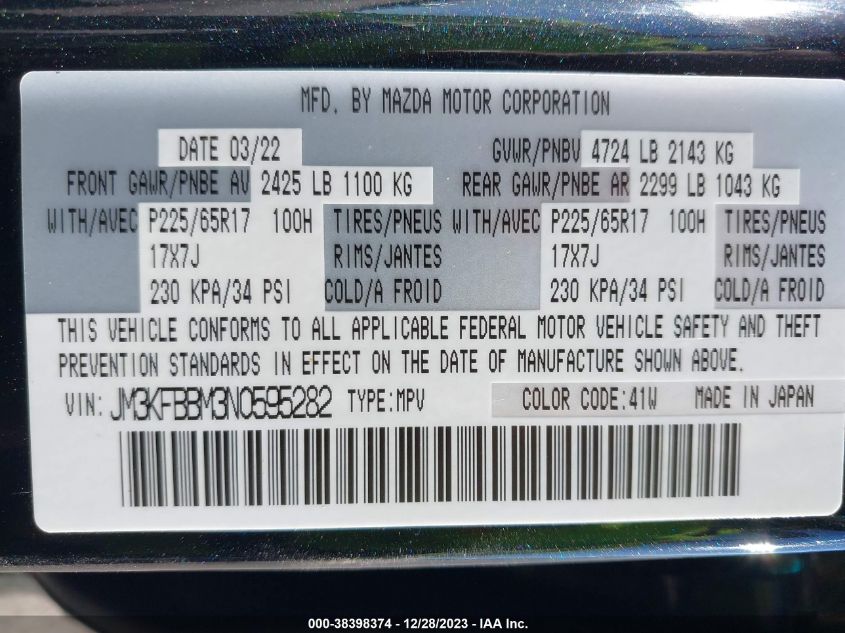 MFD. BY MAZDA MOTOR CORPORATION
DATE 03/22 GVWR/PNBV 4724 LB 2143 KG
FRONT GAWR/PNBE AV 2425 LB 1100 KG REAR GAWR/PNBE AR 2299 LB 1043 KG
WITH/AVEC P225/65R17 100H TIRES/PNEUS WITH/AVEC P225/65R17 100H TIRES/PNEUS
17X7J RIMS/JANTES 17X7J RIMS/JANTES
230 KPA/34 PSI COLD/A FROID 230 KPA/34 PSI COLD/A FROID
THIS VEHICLE CONFORMS TO ALL APPLICABLE FEDERAL MOTOR VEHICLE SAFETY AND THEFT
PREVENTION STANDARDS IN EFFECT ON THE DATE OF MANUFACTURE SHOWN ABOVE.
VIN: JM3KFBBM3N0595282 TYPE:MPV COLOR CODE:41W MADE IN JAPAN
000-38398374 - 12/28/2023 - IAA Inc.